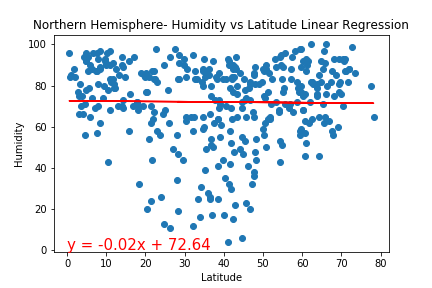 Northern Hemisphere- Humidity vs Latitude Linear Regression
100
80
60
40
20
0
Humidity
y = -0.02x + 72.64
0 10 20 30 40 50 60 70 80
Latitude